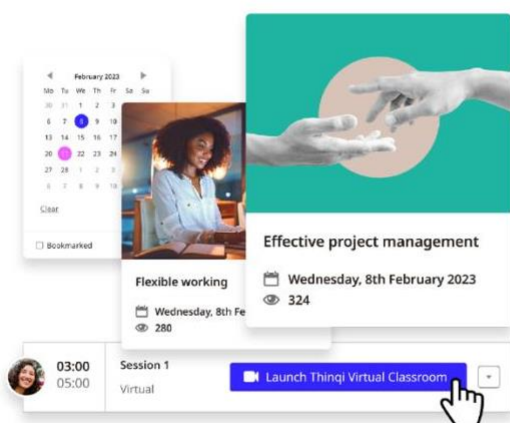 February 2023
Mo Tu We Th Fr Sa Su
30 31 1 2 3
6 7 8 9 10
13 14 15 16 17
20 22 23 24
27 28 1 2 3
6 7 8 9 10
Clear
Bookmarked
Flexible working
Wednesday, 8th Fe
280
Effective project management
Wednesday, 8th February 2023
324
03:00
05:00
Session 1
Virtual
Launch Thinqi Virtual Classroom